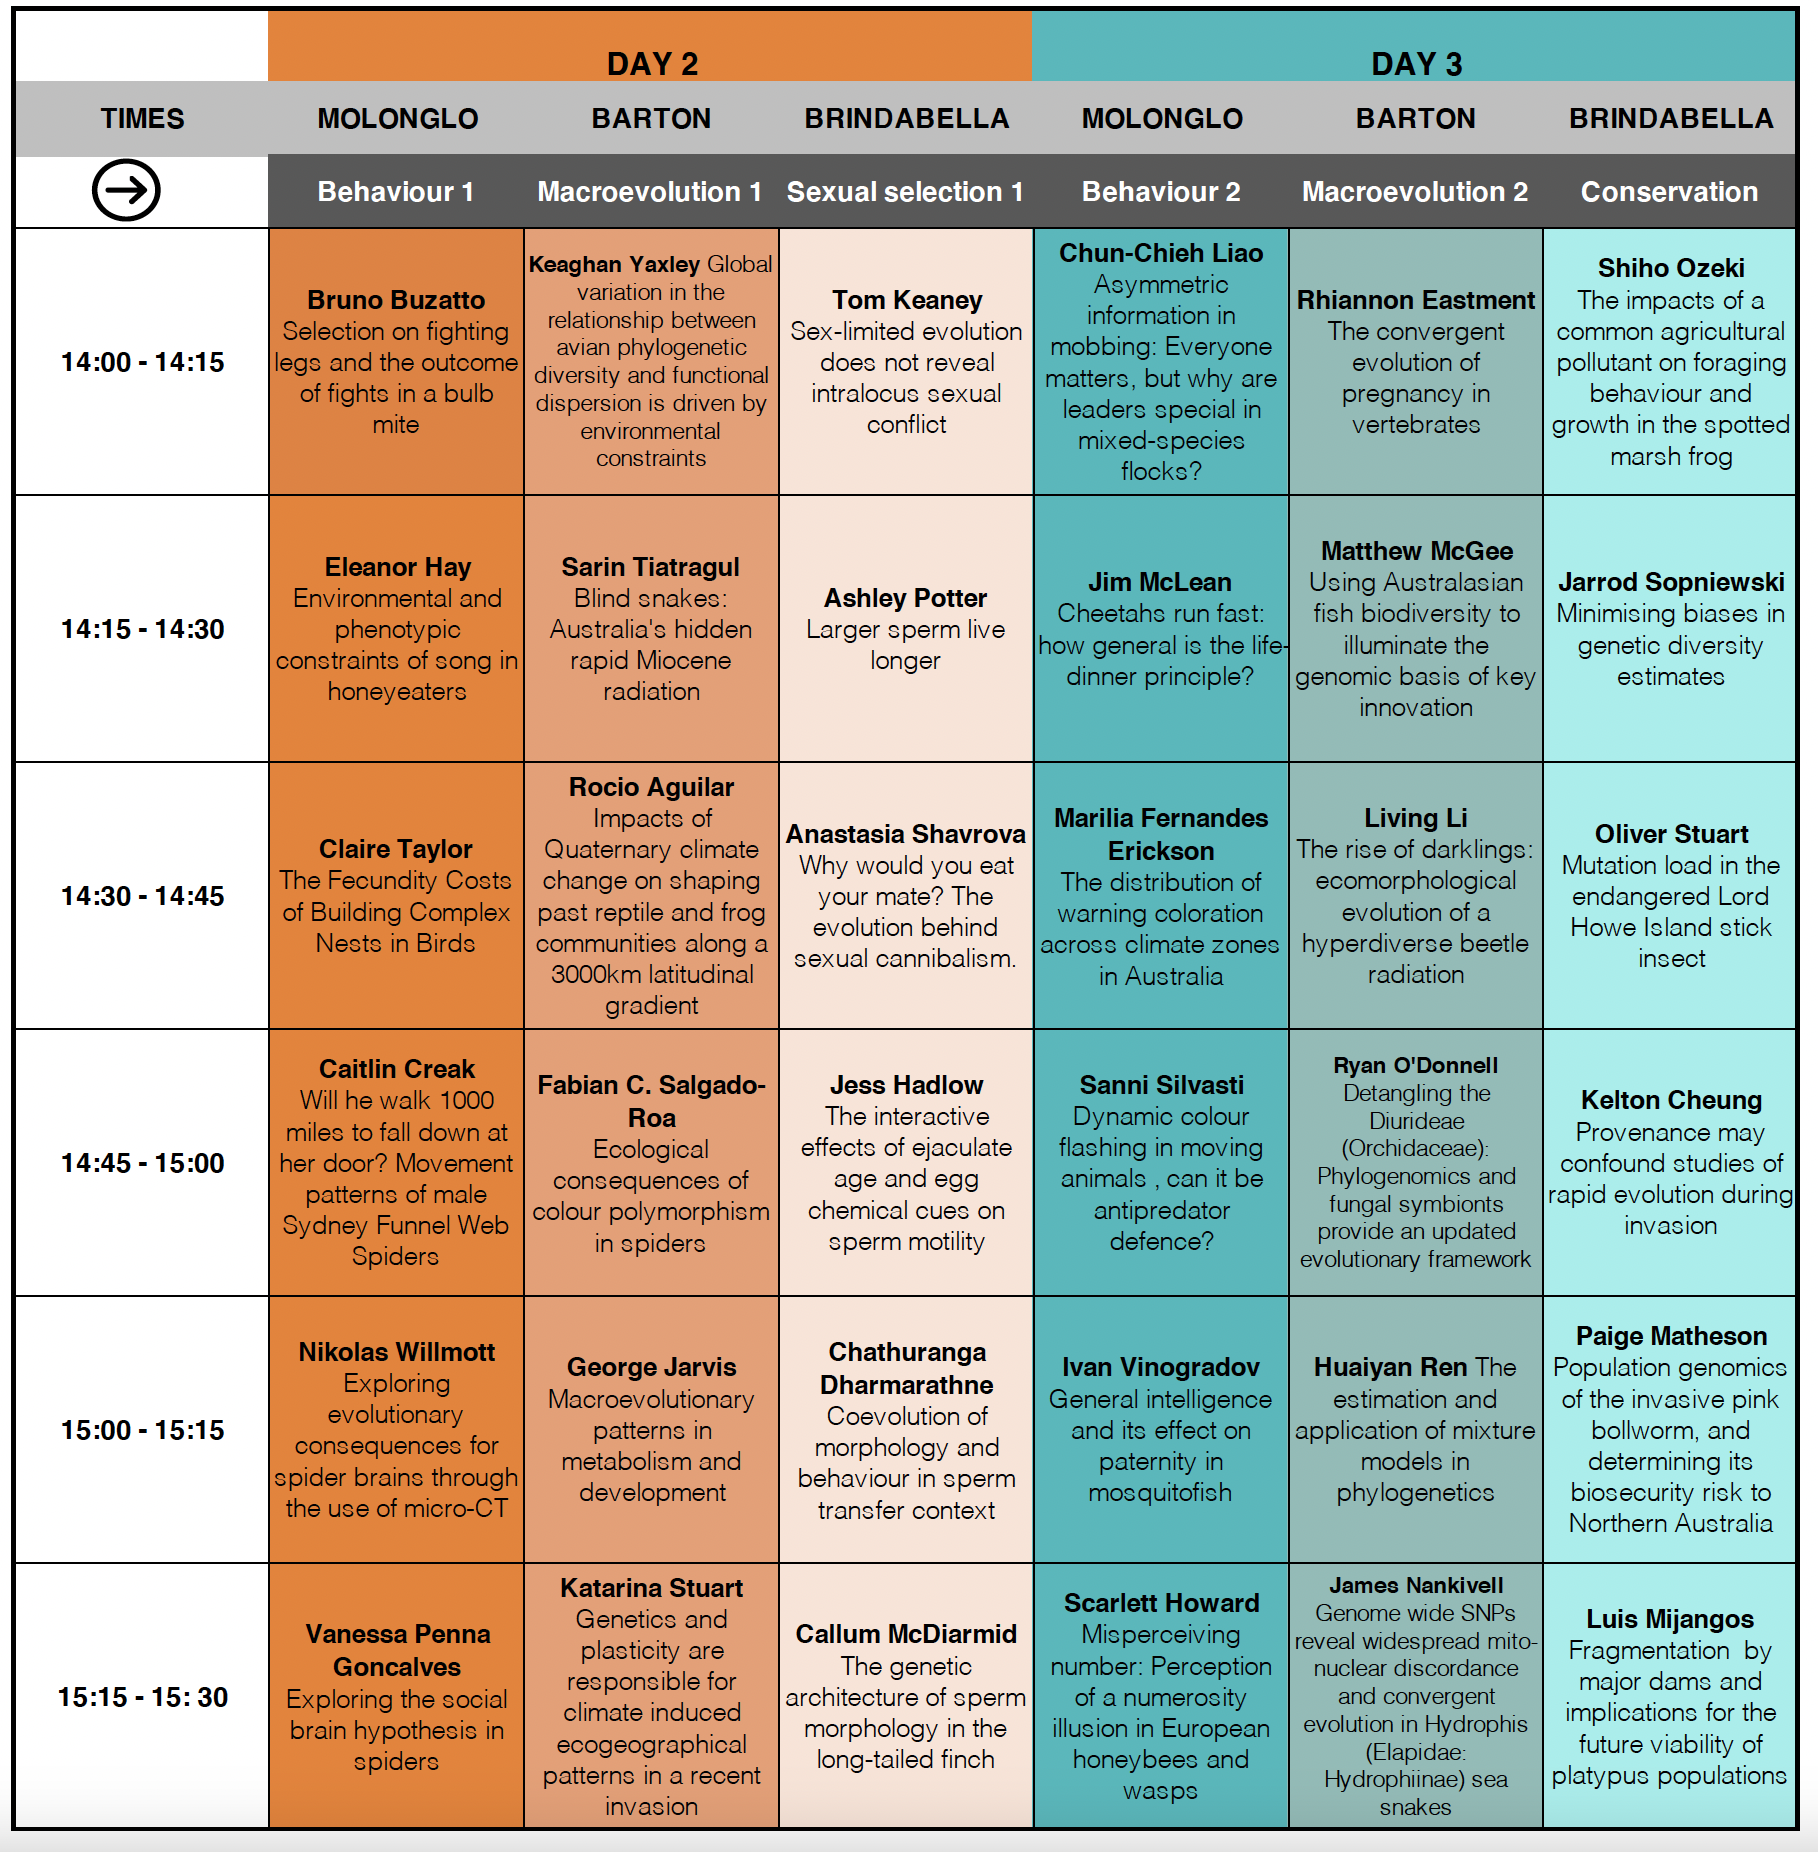 DAY 2
DAY 3
TIMES
MOLONGLO
BARTON
BRINDABELLA
MOLONGLO
BARTON
BRINDABELLA
Behaviour 1
Macroevolution 1
Sexual selection 1
Behaviour 2
Macroevolution 2
Conservation
14:00 - 14:15
Bruno Buzatto
Selection on fighting
legs and the outcome
of fights in a bulb
mite
Keaghan Yaxley Global
variation in the
relationship between
avian phylogenetic
diversity and functional
dispersion is driven by
environmental
constraints
Tom Keaney
Sex-limited evolution
does not reveal
intralocus sexual
conflict
Chun-Chieh Liao
Asymmetric
information in
mobbing: Everyone
matters, but why are
leaders special in
mixed-species
flocks?
Rhiannon Eastment
The convergent
evolution of
pregnancy in
vertebrates
Shiho Ozeki
The impacts of a
common agricultural
pollutant on foraging
behaviour and
growth in the spotted
marsh frog
14:15 - 14:30
Eleanor Hay
Environmental and
phenotypic
constraints of song in
honeyeaters
Sarin Tiatragul
Blind snakes:
Australia's hidden
rapid Miocene
radiation
Ashley Potter
Larger sperm live
longer
Jim McLean
Cheetahs run fast:
how general is the life-
dinner principle?
Matthew McGee
Using Australasian
fish biodiversity to
illuminate the
genomic basis of key
innovation
Jarrod Sopniewski
Minimising biases in
genetic diversity
estimates
14:30 - 14:45
Claire Taylor
The Fecundity Costs
of Building Complex
Nests in Birds
Rocio Aguilar
Impacts of
Quaternary climate
change on shaping
past reptile and frog
communities along a
3000km latitudinal
gradient
Anastasia Shavrova
Why would you eat
your mate? The
evolution behind
sexual cannibalism.
Marilia Fernandes
Erickson
The distribution of
warning coloration
across climate zones
in Australia
Living Li
The rise of darklings:
ecomorphological
evolution of a
hyperdiverse beetle
radiation
Oliver Stuart
Mutation load in the
endangered Lord
Howe Island stick
insect
14:45 - 15:00
Caitlin Creak
Will he walk 1000
miles to fall down at
her door? Movement
patterns of male
Sydney Funnel Web
Spiders
Fabian C. Salgado-
Roa
Ecological
consequences of
colour polymorphism
in spiders
Jess Hadlow
The interactive
effects of ejaculate
age and egg
chemical cues on
sperm motility
Sanni Silvasti
Dynamic colour
flashing in moving
animals , can it be
antipredator
defence?
Ryan O'Donnell
Detangling the
Diurideae
(Orchidaceae):
Phylogenomics and
fungal symbionts
provide an updated
evolutionary framework
Kelton Cheung
Provenance may
confound studies of
rapid evolution during
invasion
15:00 - 15:15
Nikolas Willmott
Exploring
evolutionary
consequences for
spider brains through
the use of micro-CT
George Jarvis
Macroevolutionary
patterns in
metabolism and
development
Chathuranga
Dharmarathne
Coevolution of
morphology and
behaviour in sperm
transfer context
Ivan Vinogradov
General intelligence
and its effect on
paternity in
mosquitofish
Huaiyan Ren The
estimation and
application of mixture
models in
phylogenetics
Paige Matheson
Population genomics
of the invasive pink
bollworm, and
determining its
biosecurity risk to
Northern Australia
15:15 - 15: 30
Vanessa Penna
Goncalves
Exploring the social
brain hypothesis in
spiders
Katarina Stuart
Genetics and
plasticity are
responsible for
climate induced
ecogeographical
patterns in a recent
invasion
Callum McDiarmid
The genetic
architecture of sperm
morphology in the
long-tailed finch
Scarlett Howard
Misperceiving
number: Perception
of a numerosity
illusion in European
honeybees and
wasps
James Nankivell
Genome wide SNPs
reveal widespread mito-
nuclear discordance
and convergent
evolution in Hydrophis
(Elapidae:
Hydrophiinae) sea
snakes
Luis Mijangos
Fragmentation  by
major dams and
implications for the
future viability of
platypus populations